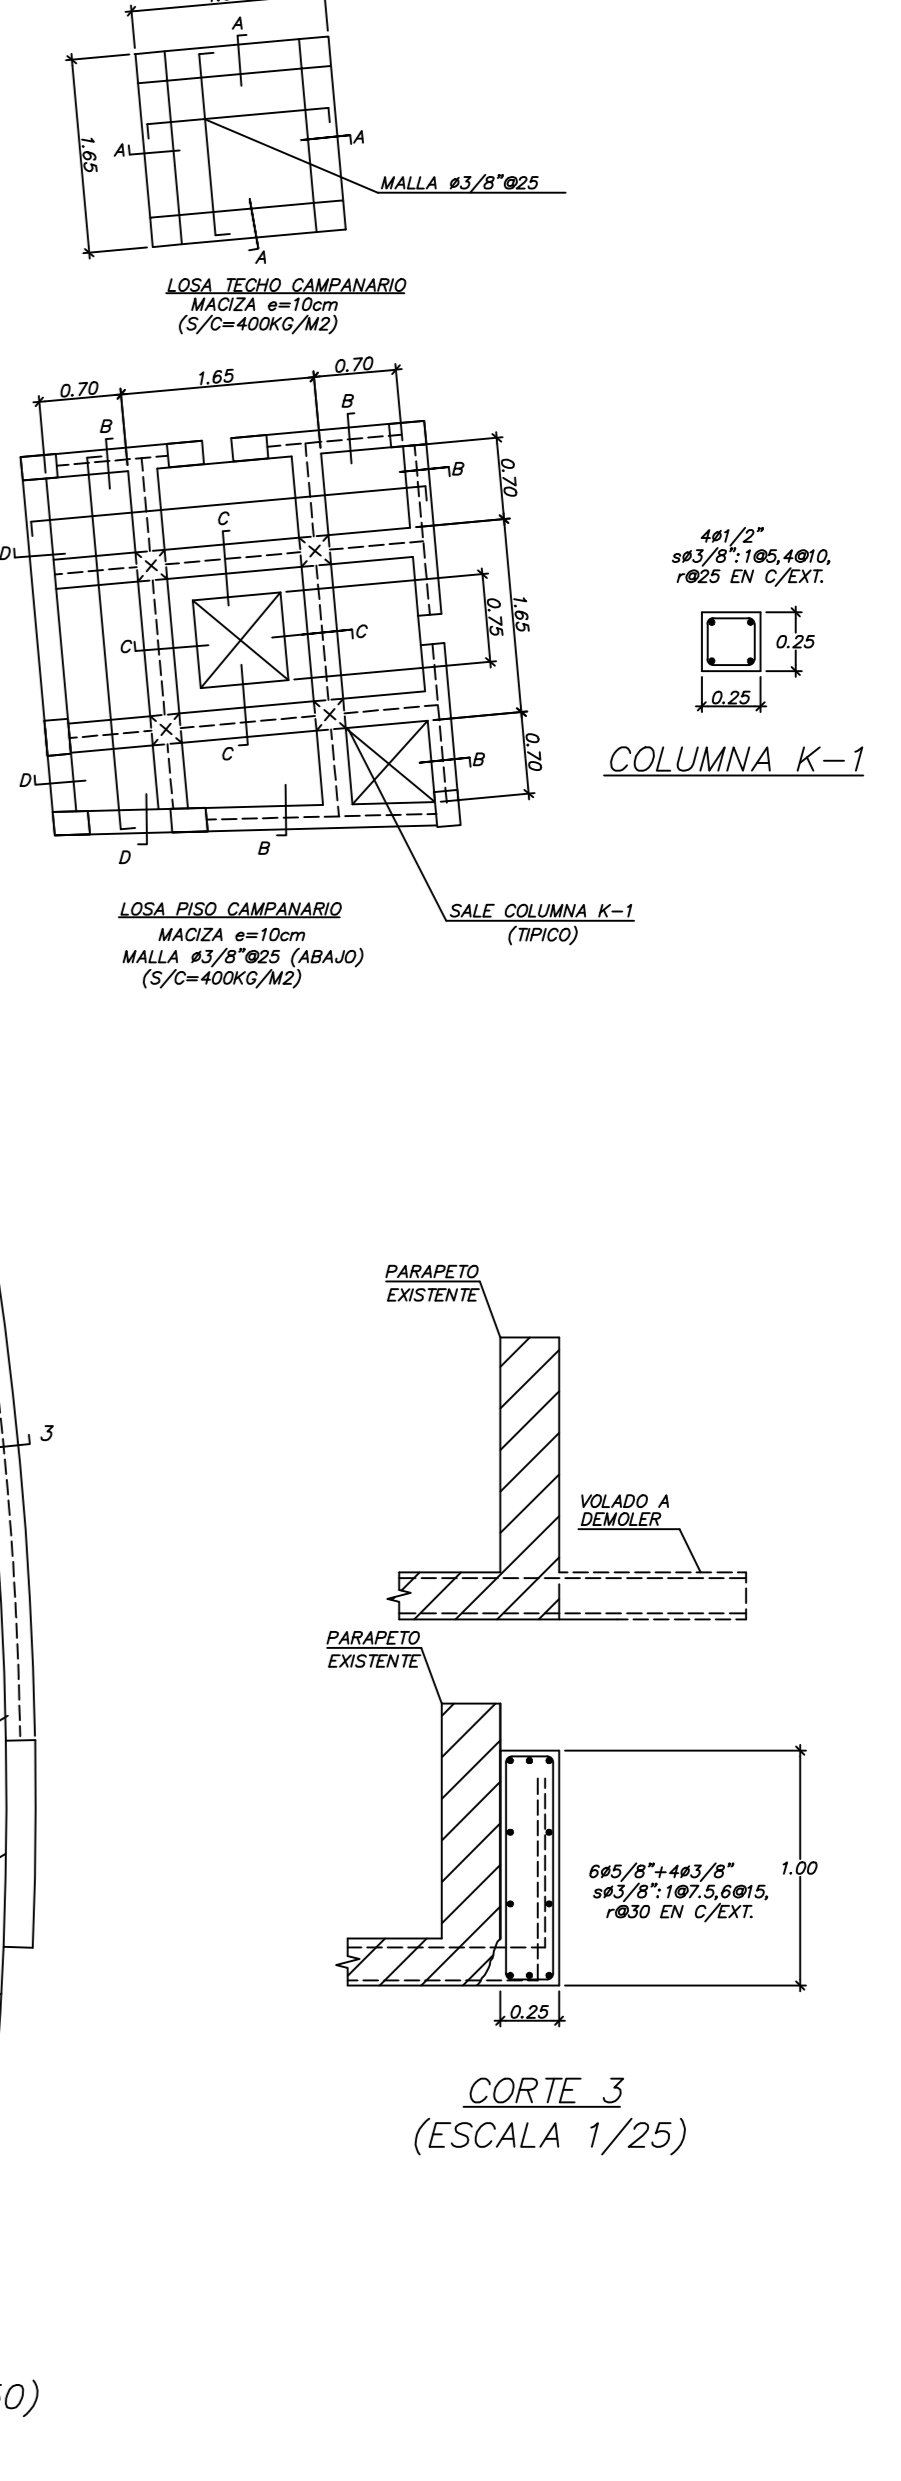 A
A
1.65
A
A
MALLA ø3/8"@25
LOSA TECHO CAMPANARIO
MACIZA e=10cm
(S/C=400KG/M2)
0.70
1.65
0.70
B
B
B
0.70
D
C
C
C
0.75
1.65
C
D
B
0.70
D
B
LOSA PISO CAMPANARIO
MACIZA e=10cm
MALLA ø3/8"@25 (ABAJO)
(S/C=400KG/M2)
SALE COLUMNA K-1
(TIPICO)
4ø1/2"
sø3/8":1@5,4@10,
r@25 EN C/EXT.
0.25
0.25
COLUMNA K-1
PARAPETO
EXISTENTE
3
VOLADO A
DEMOLER
PARAPETO
EXISTENTE
6ø5/8"+4ø3/8"
sø3/8":1@7.5,6@15,
r@30 EN C/EXT.
1.00
0.25
CORTE 3
(ESCALA 1/25)
0)